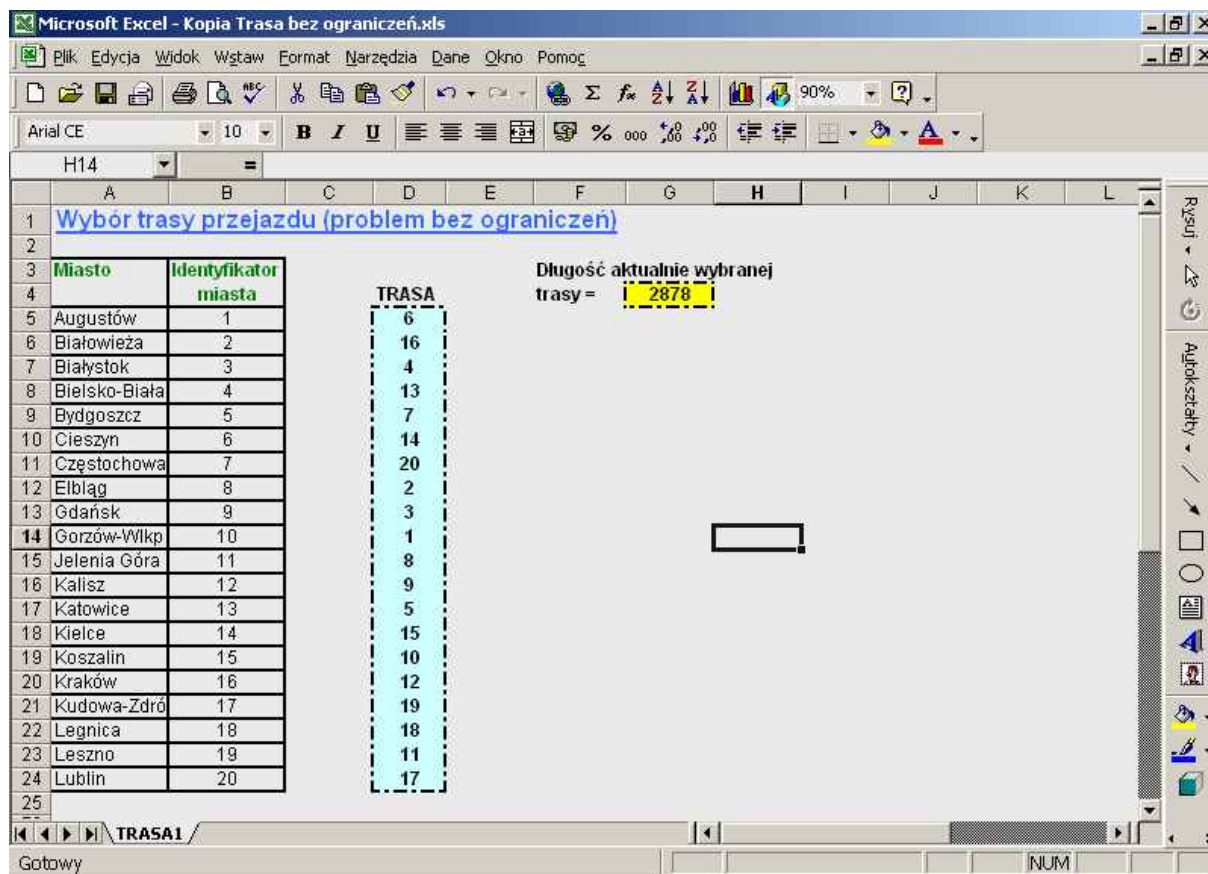 Microsoft Excel - Kopia Trasa bez ograniczeń.xls
Plik Edycja Widok Wstaw Format Narzędzia Dane Okno Pomoc
90%
Arial CE 10 B I U % 000
H14 =
A B C D E F G H I J K L
1 Wybór trasy przejazdu (problem bez ograniczeń)
2
3 Miasto Identyfikator Długość aktualnie wybranej
4 miasta TRASA trasy = 2878
5 Augustów 1 6
6 Białowieża 2 16
7 Białystok 3 4
8 Bielsko-Biała 4 13
9 Bydgoszcz 5 7
10 Cieszyn 6 14
11 Częstochowa 7 20
12 Elbląg 8 2
13 Gdańsk 9 3
14 Gorzów-Wlkp 10 1
15 Jelenia Góra 11 8
16 Kalisz 12 9
17 Katowice 13 5
18 Kielce 14 15
19 Koszalin 15 10
20 Kraków 16 12
21 Kudowa-Zdró 17 19
22 Legnica 18 18
23 Leszno 19 11
24 Lublin 20 17
25
TRASA1
Gotowy NUM
Rysuj
Autokształty